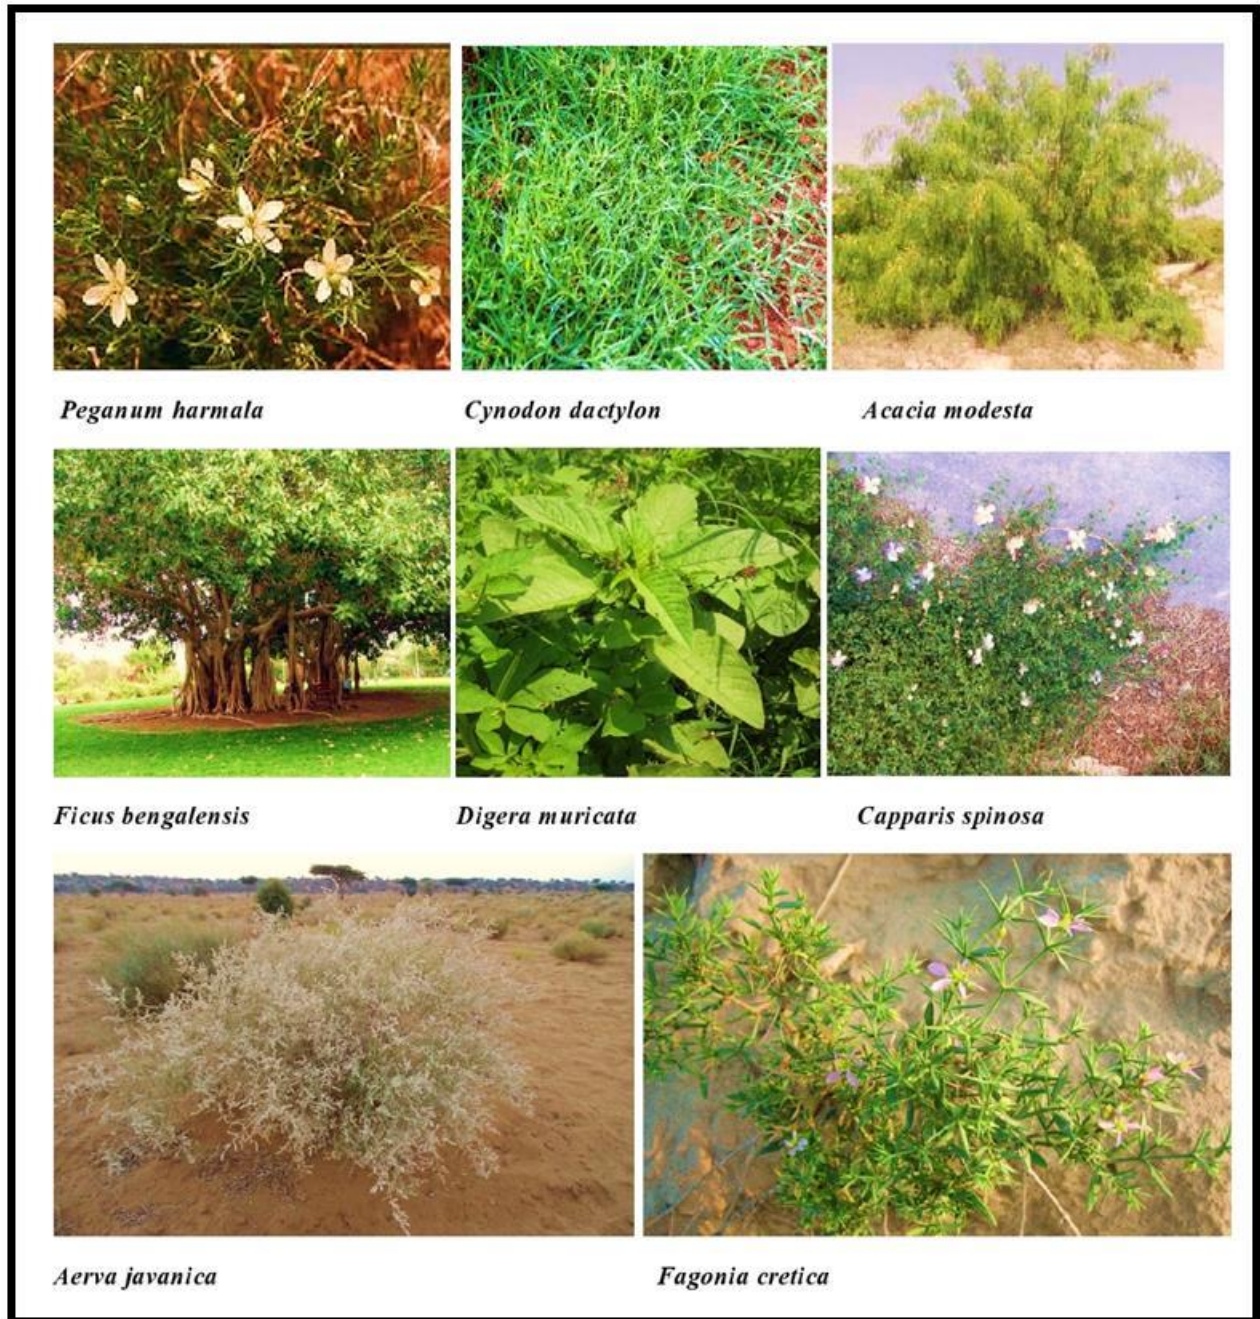 Peganum harmala
Cynodon dactylon
Acacia modesta
Ficus bengalensis
Digera muricata
Capparis spinosa
Aerva javanica
Fagonia cretica